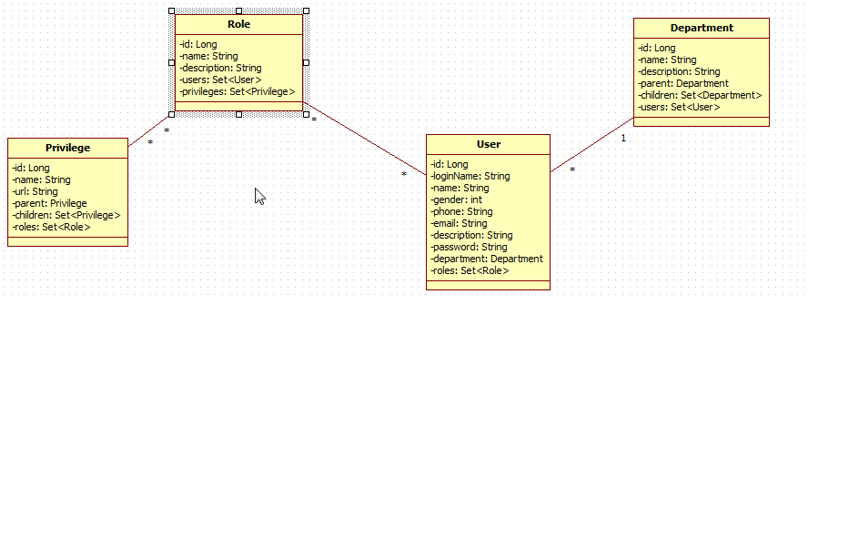 Role
-id: Long
-name: String
-description: String
-users: Set<User>
-privileges: Set<Privilege>
*
*
*
*
Privilege
-id: Long
-name: String
-url: String
-parent: Privilege
-children: Set<Privilege>
-roles: Set<Role>
User
-id: Long
-loginName: String
-name: String
-gender: int
-phone: String
-email: String
-description: String
-password: String
-department: Department
-roles: Set<Role>
*
1
Department
-id: Long
-name: String
-description: String
-parent: Department
-children: Set<Department>
-users: Set<User>